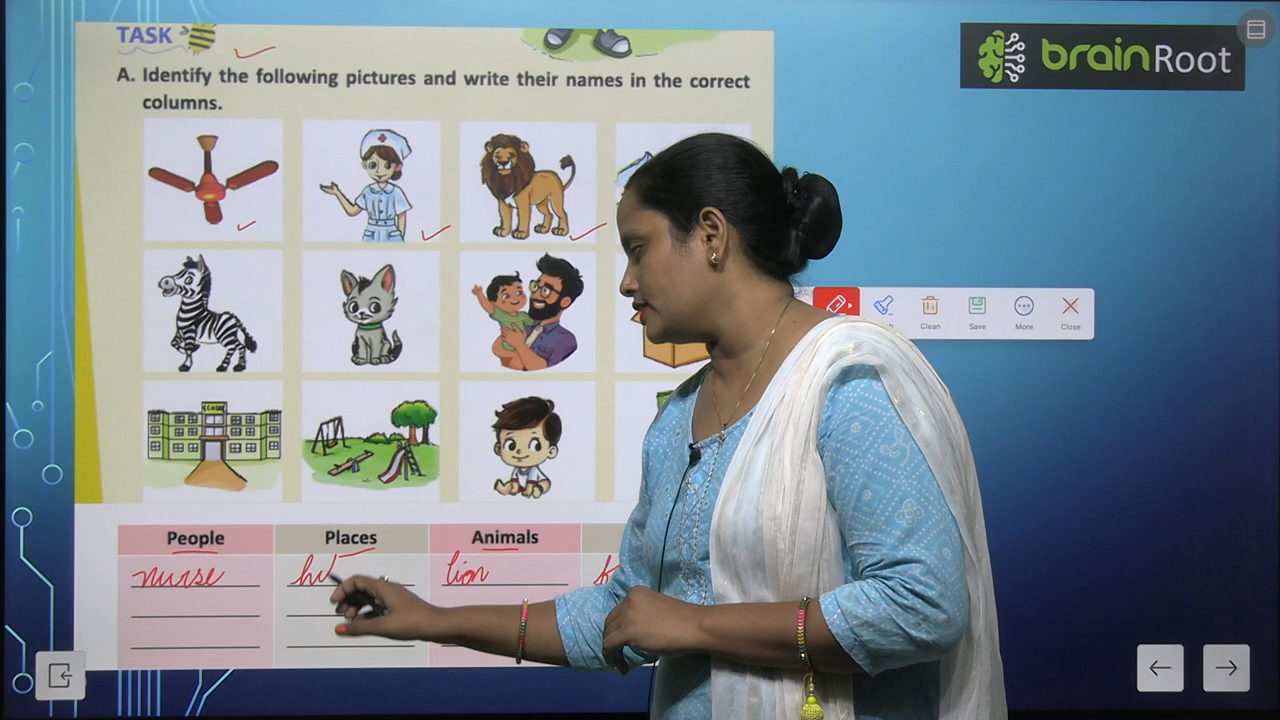 TASK
brainRoot
A. Identify the following pictures and write their names in the correct
columns.
SCHOOL
Clean Save More Close
People Places Animals
nurse lion